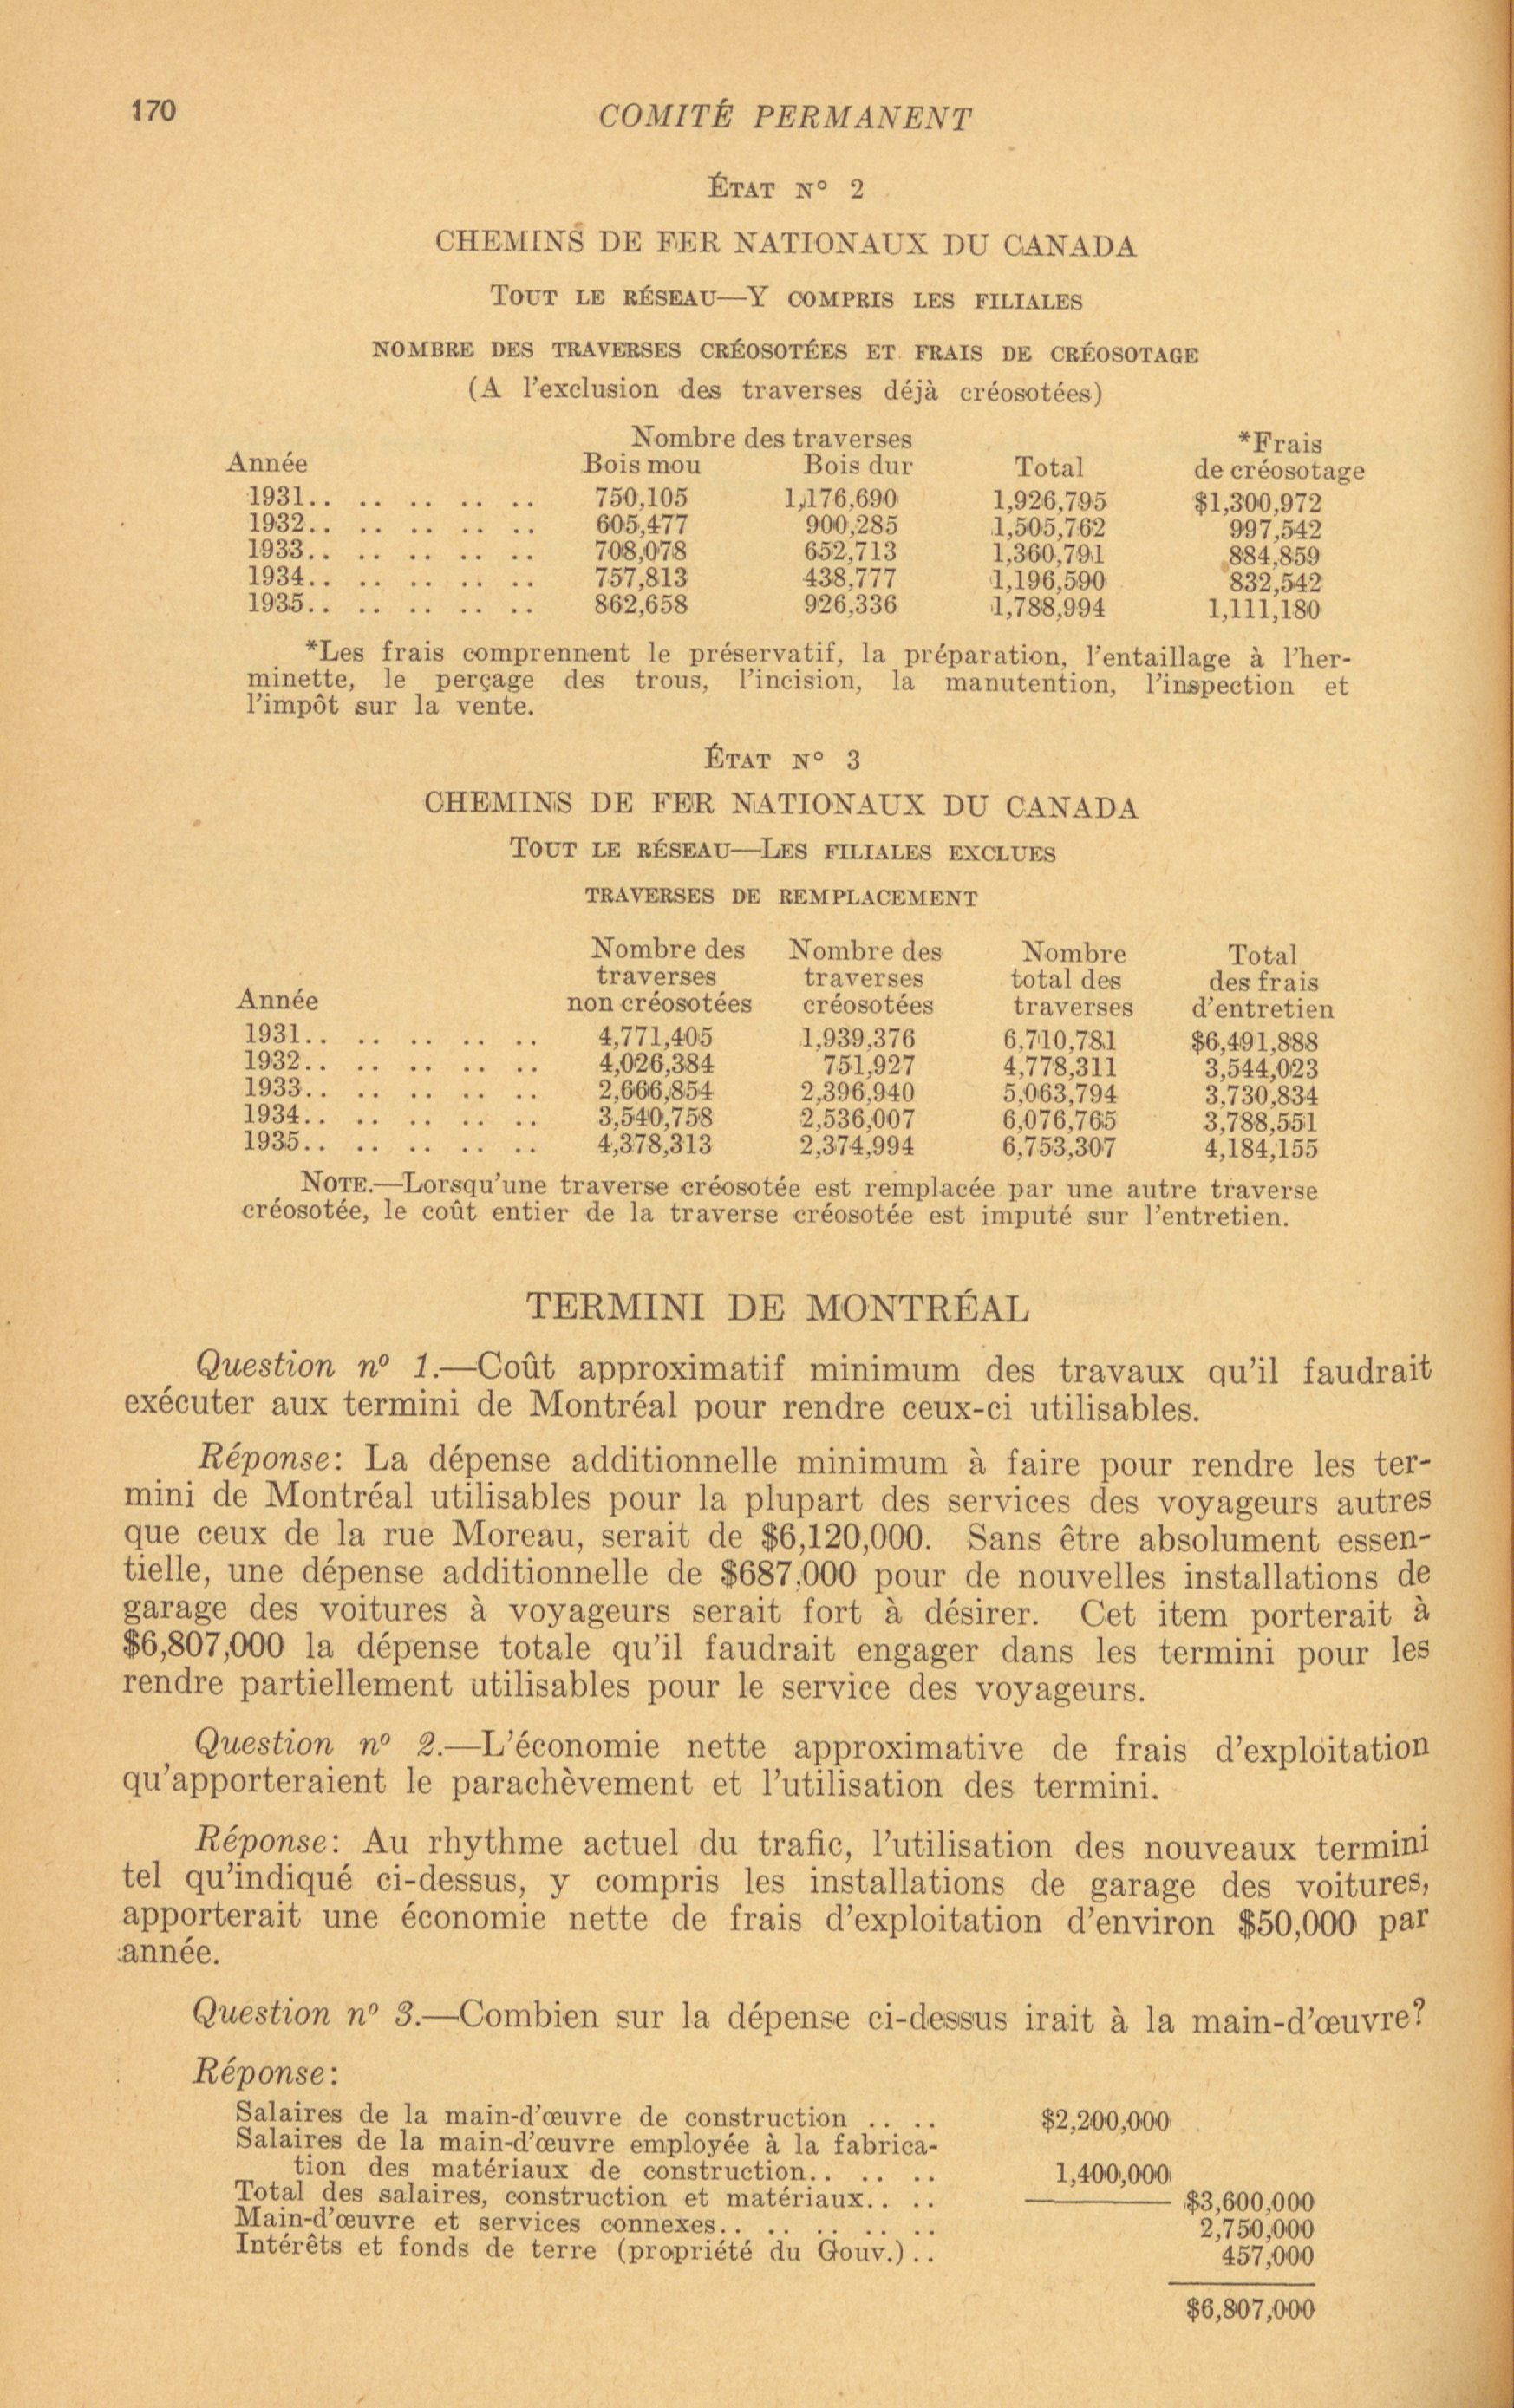 170
COMITÉ PERMANENT
ÉTAT N° 2
CHEMINS DE FER NATIONAUX DU CANADA
TOUT LE RÉSEAU—Y COMPRIS LES FILIALES
NOMBRE DES TRAVERSES CRÉOSOTÉES ET FRAIS DE CRÉOSOTAGE
(A l'exclusion des traverses déjà créosotées)
Nombre des traverses *Frais
Année Bois mou Bois dur Total de créosotage
1931.. .. .. .. .. 750,105 1,176,690 1,926,795 $1,300,972
1932.. .. .. .. .. 605,477 900,285 1,505,762 997,542
1933.. .. .. .. .. 708,078 652,713 1,360,791 884,859
1934.. .. .. .. .. 757,813 438,777 1,196,590 832,542
1935.. .. .. .. .. 862,658 926,336 1,788,994 1,111,180
*Les frais comprennent le préservatif, la préparation, l'entaillage à l'her-
minette, le perçage des trous, l'incision, la manutention, l'inspection et
l'impôt sur la vente.
ÉTAT N° 3
CHEMINS DE FER NATIONAUX DU CANADA
TOUT LE RÉSEAU—LES FILIALES EXCLUES
TRAVERSES DE REMPLACEMENT
Nombre des Nombre des Nombre Total
traverses traverses total des des frais
Année non créosotées créosotées traverses d'entretien
1931.. .. .. .. .. 4,771,405 1,939,376 6,710,781 $6,491,888
1932.. .. .. .. .. 4,026,384 751,927 4,778,311 3,544,023
1933.. .. .. .. .. 2,666,854 2,396,940 5,063,794 3,730,834
1934.. .. .. .. .. 3,540,758 2,536,007 6,076,765 3,788,551
1935.. .. .. .. .. 4,378,313 2,374,994 6,753,307 4,184,155
NOTE.—Lorsqu'une traverse créosotée est remplacée par une autre traverse
créosotée, le coût entier de la traverse créosotée est imputé sur l'entretien.
TERMINI DE MONTRÉAL
Question n° 1.—Coût approximatif minimum des travaux qu'il faudrait
exécuter aux termini de Montréal pour rendre ceux-ci utilisables.
Réponse: La dépense additionnelle minimum à faire pour rendre les ter-
mini de Montréal utilisables pour la plupart des services des voyageurs autres
que ceux de la rue Moreau, serait de $6,120,000. Sans être absolument essen-
tielle, une dépense additionnelle de $687,000 pour de nouvelles installations de
garage des voitures à voyageurs serait fort à désirer. Cet item porterait à
$6,807,000 la dépense totale qu'il faudrait engager dans les termini pour les
rendre partiellement utilisables pour le service des voyageurs.
Question n° 2.—L'économie nette approximative de frais d'exploitation
qu'apporteraient le parachèvement et l'utilisation des termini.
Réponse: Au rhythme actuel du trafic, l'utilisation des nouveaux termini
tel qu'indiqué ci-dessus, y compris les installations de garage des voitures,
apporterait une économie nette de frais d'exploitation d'environ $50,000 par
année.
Question n° 3.—Combien sur la dépense ci-dessus irait à la main-d'œuvre?
Réponse:
Salaires de la main-d'œuvre de construction .. .. $2,200,000
Salaires de la main-d'œuvre employée à la fabrica-
tion des matériaux de construction.. .. .. 1,400,000
Total des salaires, construction et matériaux.. .. $3,600,000
Main-d'œuvre et services connexes.. .. .. .. .. 2,750,000
Intérêts et fonds de terre (propriété du Gouv.).. 457,000
$6,807,000